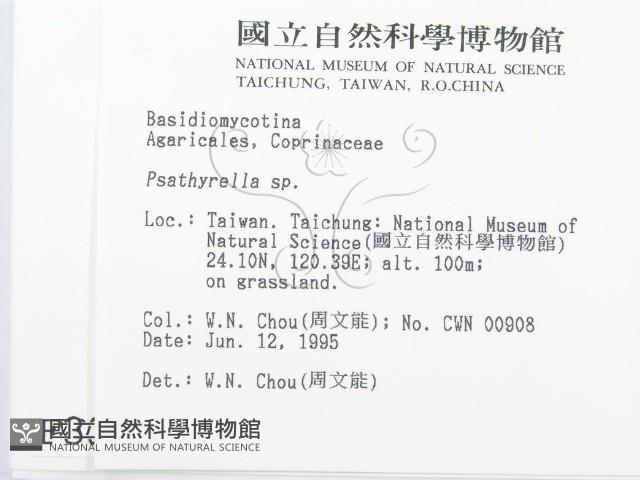 國立自然科學博物館
NATIONAL MUSEUM OF NATURAL SCIENCE
TAICHUNG, TAIWAN, R.O.CHINA
Basidiomycotina
Agaricales, Coprinaceae
Psathyrella sp.
Loc.: Taiwan. Taichung: National Museum of
Natural Science(國立自然科學博物館)
24.10N, 120.39E; alt. 100m;
on grassland.
Col.: W.N. Chou(周文能); No. CWN 00908
Date: Jun. 12, 1995
Det.: W.N. Chou(周文能)
國立自然科學博物館
NATIONAL MUSEUM OF NATURAL SCIENCE